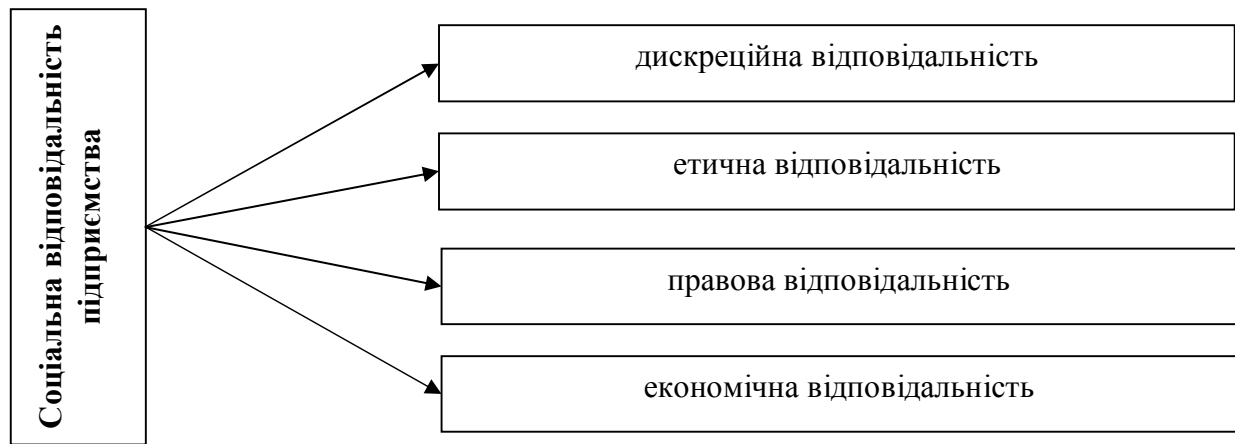 Соціальна відповідальність
підприємства
дискреційна відповідальність
етична відповідальність
правова відповідальність
економічна відповідальність